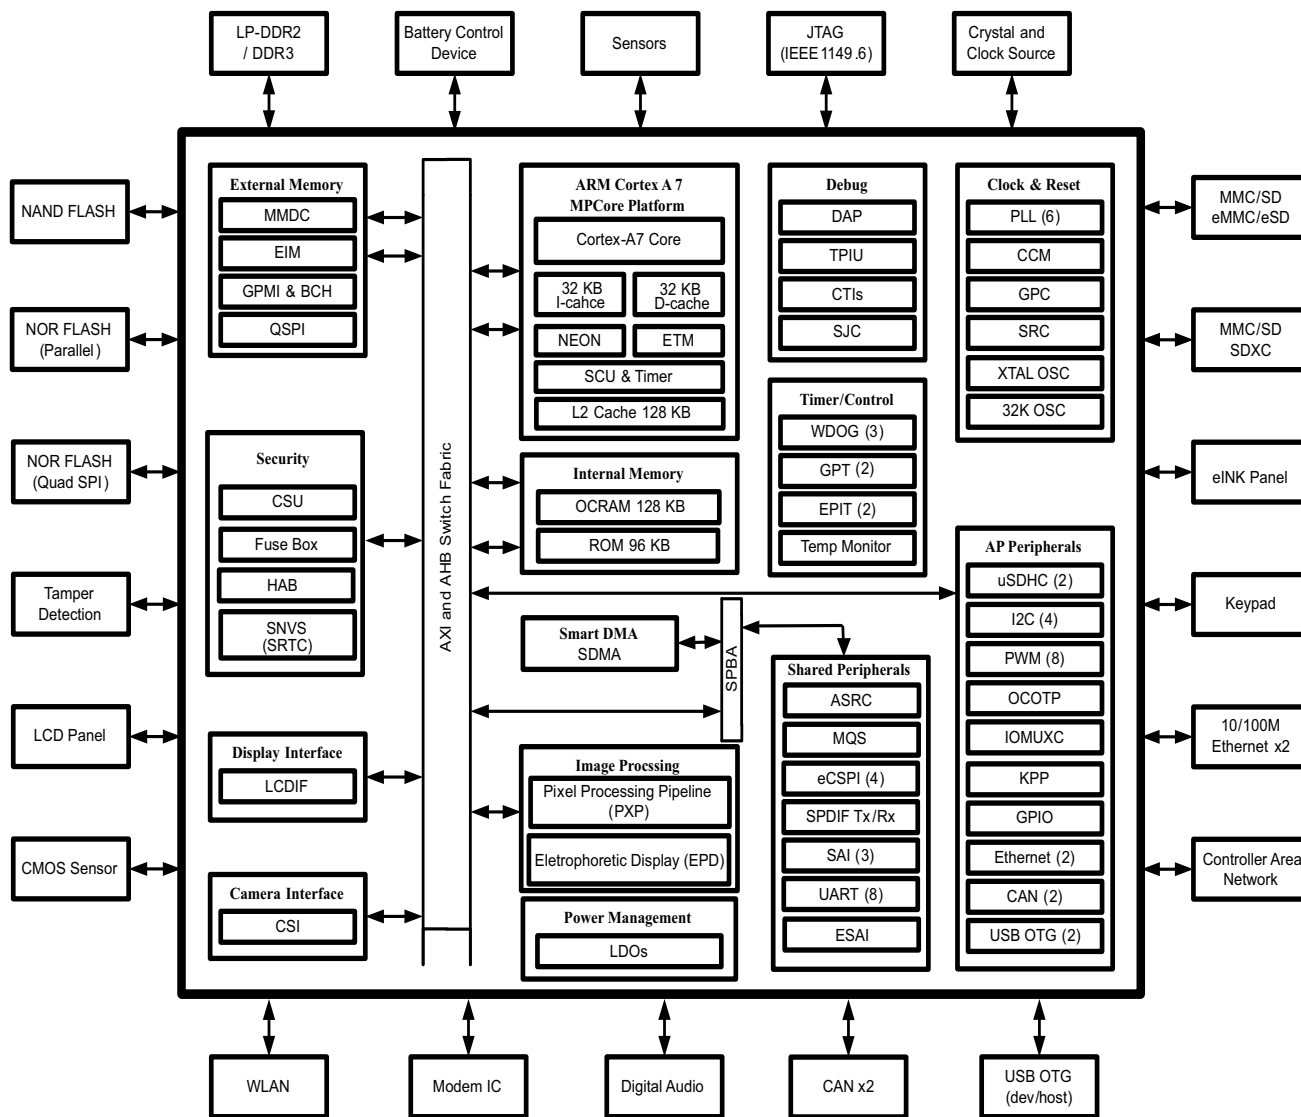 LP-DDR2
/ DDR3
Battery Control
Device
Sensors
JTAG
(IEEE1149.6)
Crystal and
Clock Source
NAND FLASH
NOR FLASH
(Parallel)
NOR FLASH
(Quad SPI)
Tamper
Detection
LCD Panel
CMOS Sensor
External Memory
MMDC
EIM
GPMI & BCH
QSPI
Security
CSU
Fuse Box
HAB
SNVS
(SRTC)
Display Interface
LCDIF
Camera Interface
CSI
AXI and AHB Switch Fabric
ARM Cortex A 7
MPCore Platform
Cortex-A7 Core
32 KB
I-cahce
32 KB
D-cache
NEON
ETM
SCU & Timer
L2 Cache 128 KB
Internal Memory
OCRAM 128 KB
ROM 96 KB
Smart DMA
SDMA
SPBA
Image Procssing
Pixel Processing Pipeline
(PXP)
Eletrophoretic Display (EPD)
Power Management
LDOs
Debug
DAP
TPIU
CTIs
SJC
Timer/Control
WDOG (3)
GPT (2)
EPIT (2)
Temp Monitor
Shared Peripherals
ASRC
MQS
eCSPI (4)
SPDIF Tx/Rx
SAI (3)
UART (8)
ESAI
Clock & Reset
PLL (6)
CCM
GPC
SRC
XTAL OSC
32K OSC
AP Peripherals
uSDHC (2)
I2C (4)
PWM (8)
OCOTP
IOMUXC
KPP
GPIO
Ethernet (2)
CAN (2)
USB OTG (2)
MMC/SD
eMMC/eSD
MMC/SD
SDXC
eINK Panel
Keypad
10/100M
Ethernet x2
Controller Area
Network
WLAN
Modem IC
Digital Audio
CAN x2
USB OTG
(dev/host)